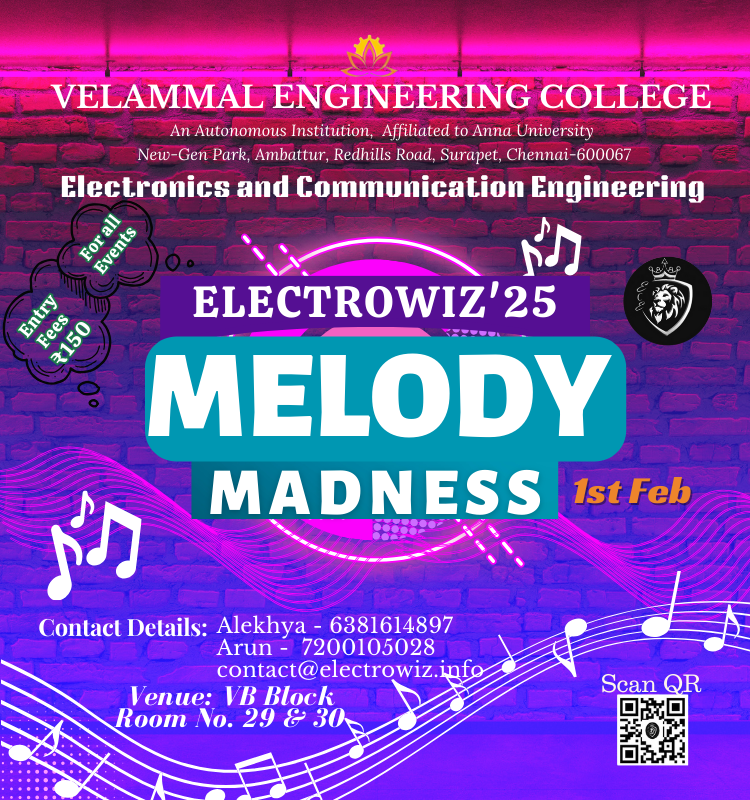 VELAMMAL ENGINEERING COLLEGE
An Autonomous Institution, Affiliated to Anna University
New-Gen Park, Ambattur, Redhills Road, Surapet, Chennai-600067
Electronics and Communication Engineering
For all
Events
Entry
Fees
₹150
ELECTROWIZ'25
MELODY
MADNESS
1st Feb
Contact Details:
Alekhya - 6381614897
Arun - 7200105028
contact@electrowiz.info
Venue: VB Block
Room No. 29 & 30
Scan QR